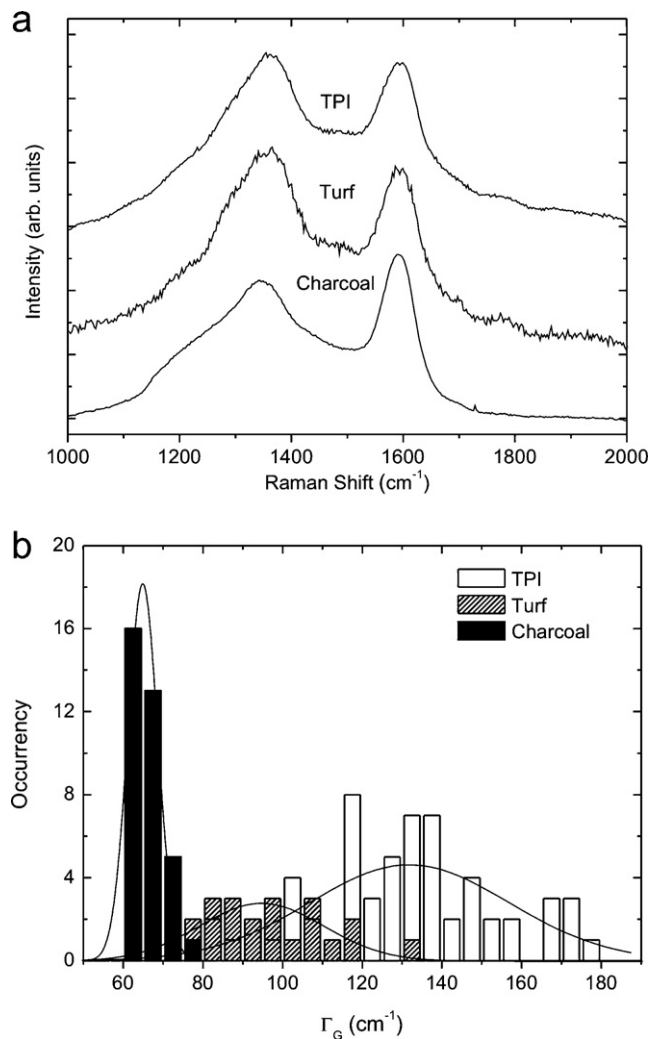 a
TPI
Turf
Charcoal
Intensity (arb. units)
1000 1200 1400 1600 1800 2000
Raman Shift (cm⁻¹)
b
20
16
12
8
4
0
TPI
Turf
Charcoal
Occurrency
60 80 100 120 140 160 180
Γ_G (cm⁻¹)